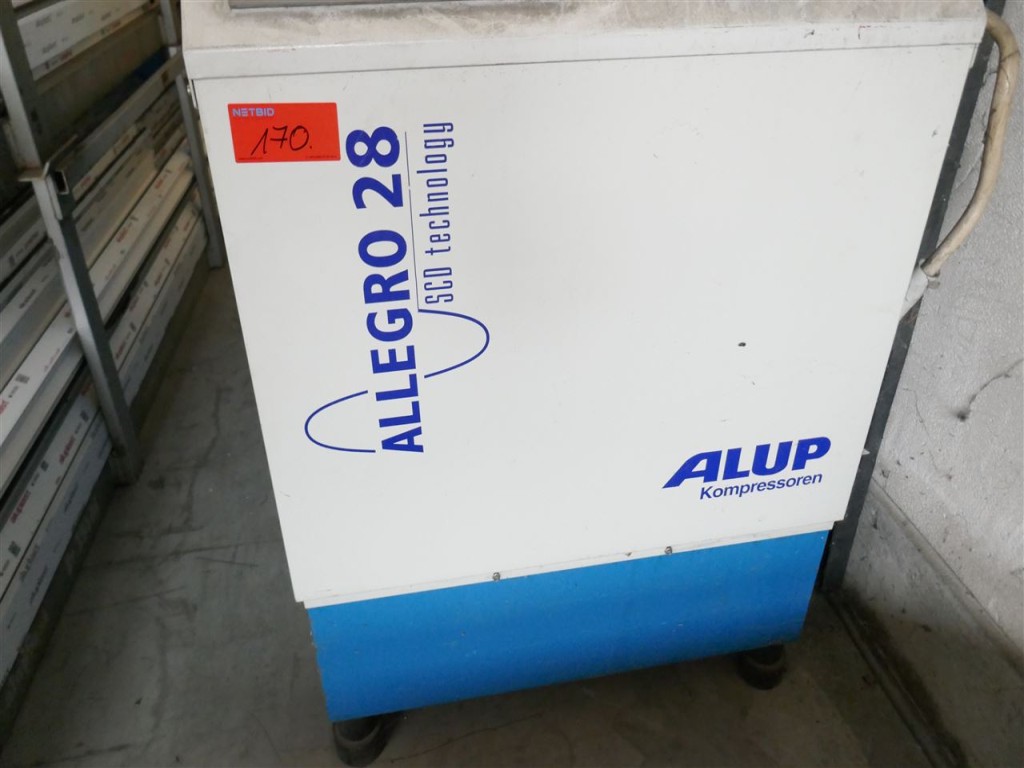 NETBID
170.
ALLEGRO 28
SCD technology
ALUP
Kompressoren